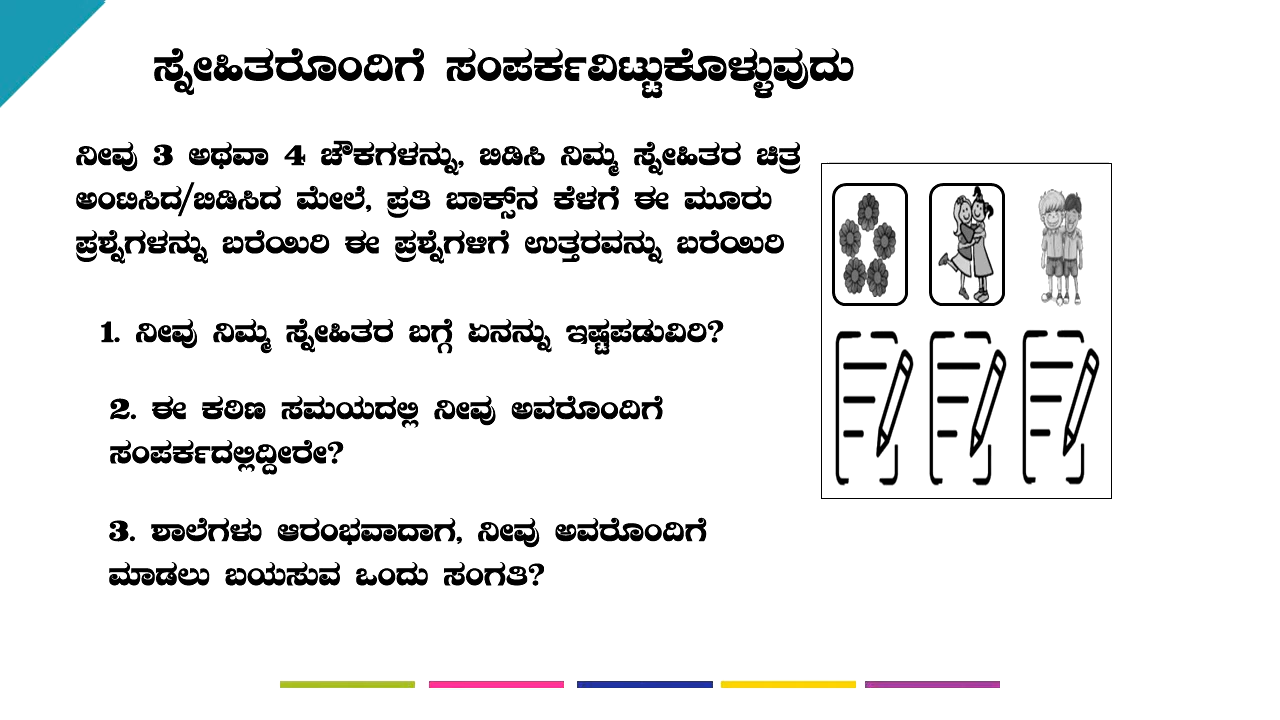 ಸ್ನೇಹಿತರೊಂದಿಗೆ ಸಂಪರ್ಕವಿಟ್ಟುಕೊಳ್ಳುವುದು
ನೀವು 3 ಅಥವಾ 4 ಚೌಕಗಳನ್ನು, ಬಿಡಿಸಿ ನಿಮ್ಮ ಸ್ನೇಹಿತರ ಚಿತ್ರ
ಅಂಟಿಸಿದ/ಬಿಡಿಸಿದ ಮೇಲೆ, ಪ್ರತಿ ಬಾಕ್ಸ್‌ನ ಕೆಳಗೆ ಈ ಮೂರು
ಪ್ರಶ್ನೆಗಳನ್ನು ಬರೆಯಿರಿ ಈ ಪ್ರಶ್ನೆಗಳಿಗೆ ಉತ್ತರವನ್ನು ಬರೆಯಿರಿ
1. ನೀವು ನಿಮ್ಮ ಸ್ನೇಹಿತರ ಬಗ್ಗೆ ಏನನ್ನು ಇಷ್ಟಪಡುವಿರಿ?
2. ಈ ಕಠಿಣ ಸಮಯದಲ್ಲಿ ನೀವು ಅವರೊಂದಿಗೆ
ಸಂಪರ್ಕದಲ್ಲಿದ್ದೀರೇ?
3. ಶಾಲೆಗಳು ಆರಂಭವಾದಾಗ, ನೀವು ಅವರೊಂದಿಗೆ
ಮಾಡಲು ಬಯಸುವ ಒಂದು ಸಂಗತಿ?